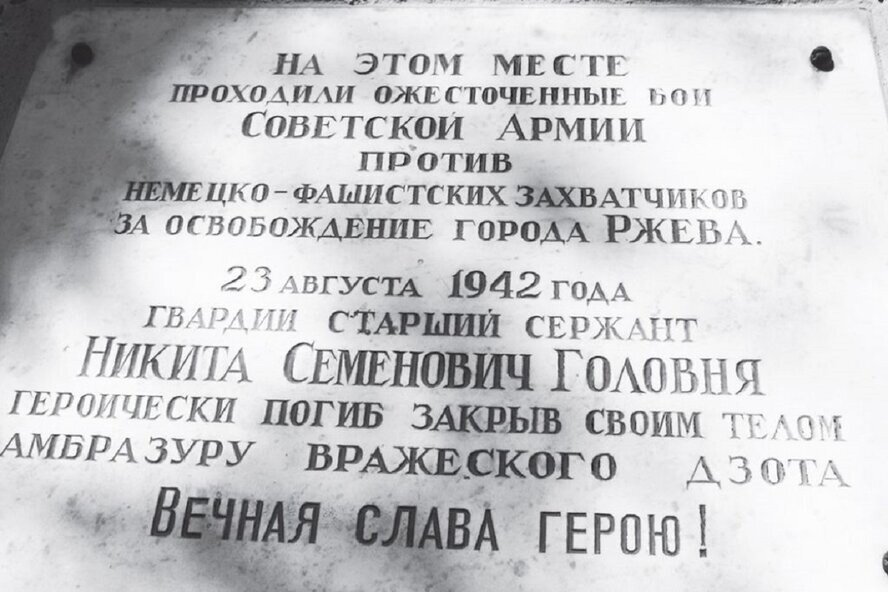 НА ЭТОМ МЕСТЕ
ПРОХОДИЛИ ОЖЕСТОЧЕННЫЕ БОИ
СОВЕТСКОЙ АРМИИ
ПРОТИВ
НЕМЕЦКО-ФАШИСТСКИХ ЗАХВАТЧИКОВ
ЗА ОСВОБОЖДЕНИЕ ГОРОДА РЖЕВА.
23 АВГУСТА 1942 ГОДА
ГВАРДИИ СТАРШИЙ СЕРЖАНТ
НИКИТА СЕМЕНОВИЧ ГОЛОВНЯ
ГЕРОИЧЕСКИ ПОГИБ ЗАКРЫВ СВОИМ ТЕЛОМ
АМБРАЗУРУ ВРАЖЕСКОГО ДЗОТА
ВЕЧНАЯ СЛАВА ГЕРОЮ!